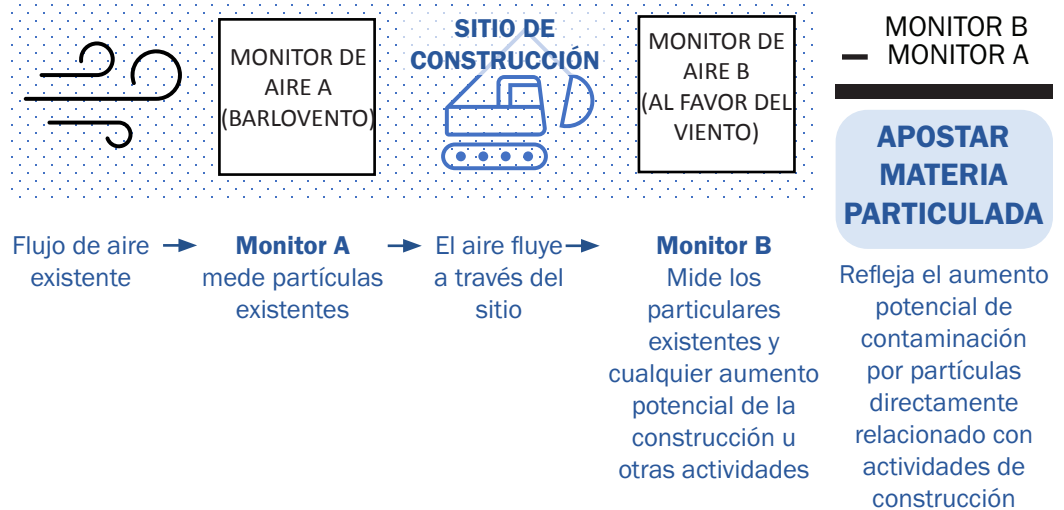 MONITOR DE
AIRE A
(BARLOVENTO)
SITIO DE
CONSTRUCCIÓN
MONITOR DE
AIRE B
(AL FAVOR DEL
VIENTO)
MONITOR B
– MONITOR A
APOSTAR
MATERIA
PARTICULADA
Flujo de aire
existente
Monitor A
mede partículas
existentes
El aire fluye
a través del
sitio
Monitor B
Mide los
particulares
existentes y
cualquier aumento
potencial de la
construcción u
otras actividades
Refleja el aumento
potencial de
contaminación
por partículas
directamente
relacionado con
actividades de
construcción